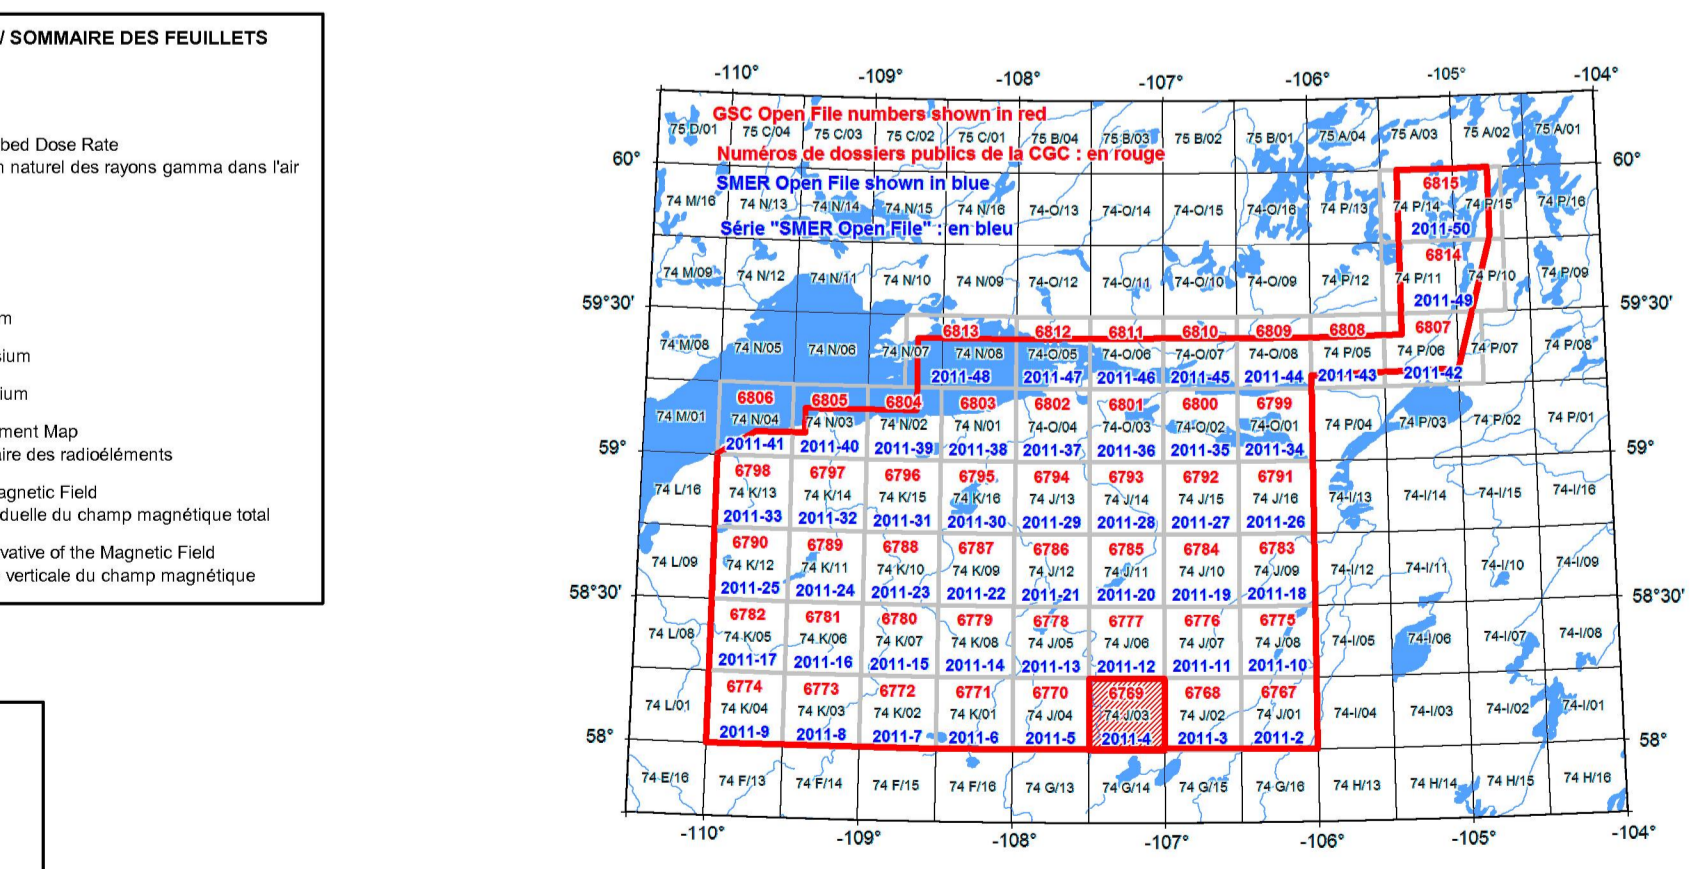 / SOMMAIRE DES FEUILLETS
bed Dose Rate
n naturel des rayons gamma dans l'air
m
sium
ium
ment Map
aire des radioéléments
agnetic Field
duelle du champ magnétique total
vative of the Magnetic Field
verticale du champ magnétique
-110° -109° -108° -107° -106° -105° -104°
GSC Open File numbers shown in red
75 D/01 75 C/04 75 C/03 75 C/02 75 C/01 75 B/04 75 B/03 75 B/02 75 B/01 75 A/04 75 A/03 75 A/02 75 A/01
Numéros de dossiers publics de la CGC : en rouge
60° 60°
SMER Open File shown in blue
6815
74 M/16 74 N/13 74 N/14 74 N/15 74 N/16 74-O/13 74-O/14 74-O/15 74-O/16 74 P/13 74 P/14 74 P/15 74 P/16
Série "SMER Open File" : en bleu
2011-50
6814
74 M/09 74 N/12 74 N/11 74 N/10 74 N/09 74-O/12 74-O/11 74-O/10 74-O/09 74 P/12 74 P/11 74 P/10 74 P/09
59°30' 2011-49 59°30'
6813 6812 6811 6810 6809 6808 6807
74 M/08 74 N/05 74 N/06 74 N/07 74 N/08 74-O/05 74-O/06 74-O/07 74-O/08 74 P/05 74 P/06 74 P/07 74 P/08
2011-48 2011-47 2011-46 2011-45 2011-44 2011-43 2011-42
6806 6805 6804 6803 6802 6801 6800 6799
74 M/01 74 N/04 74 N/03 74 N/02 74 N/01 74-O/04 74-O/03 74-O/02 74-O/01 74 P/04 74 P/03 74 P/02 74 P/01
59° 2011-41 2011-40 2011-39 2011-38 2011-37 2011-36 2011-35 2011-34 59°
6798 6797 6796 6795 6794 6793 6792 6791
74 L/16 74 K/13 74 K/14 74 K/15 74 K/16 74 J/13 74 J/14 74 J/15 74 J/16 74-I/13 74-I/14 74-I/15 74-I/16
2011-33 2011-32 2011-31 2011-30 2011-29 2011-28 2011-27 2011-26
6790 6789 6788 6787 6786 6785 6784 6783
74 L/09 74 K/12 74 K/11 74 K/10 74 K/09 74 J/12 74 J/11 74 J/10 74 J/09 74-I/12 74-I/11 74-I/10 74-I/09
58°30' 2011-25 2011-24 2011-23 2011-22 2011-21 2011-20 2011-19 2011-18 58°30'
6782 6781 6780 6779 6778 6777 6776 6775
74 L/08 74 K/05 74 K/06 74 K/07 74 K/08 74 J/05 74 J/06 74 J/07 74 J/08 74-I/05 74-I/06 74-I/07 74-I/08
2011-17 2011-16 2011-15 2011-14 2011-13 2011-12 2011-11 2011-10
6774 6773 6772 6771 6770 6769 6768 6767
74 L/01 74 K/04 74 K/03 74 K/02 74 K/01 74 J/04 74 J/03 74 J/02 74 J/01 74-I/04 74-I/03 74-I/02 74-I/01
58° 2011-9 2011-8 2011-7 2011-6 2011-5 2011-4 2011-3 2011-2 58°
74 E/16 74 F/13 74 F/14 74 F/15 74 F/16 74 G/13 74 G/14 74 G/15 74 G/16 74 H/13 74 H/14 74 H/15 74 H/16
-110° -109° -108° -107° -106° -105° -104°